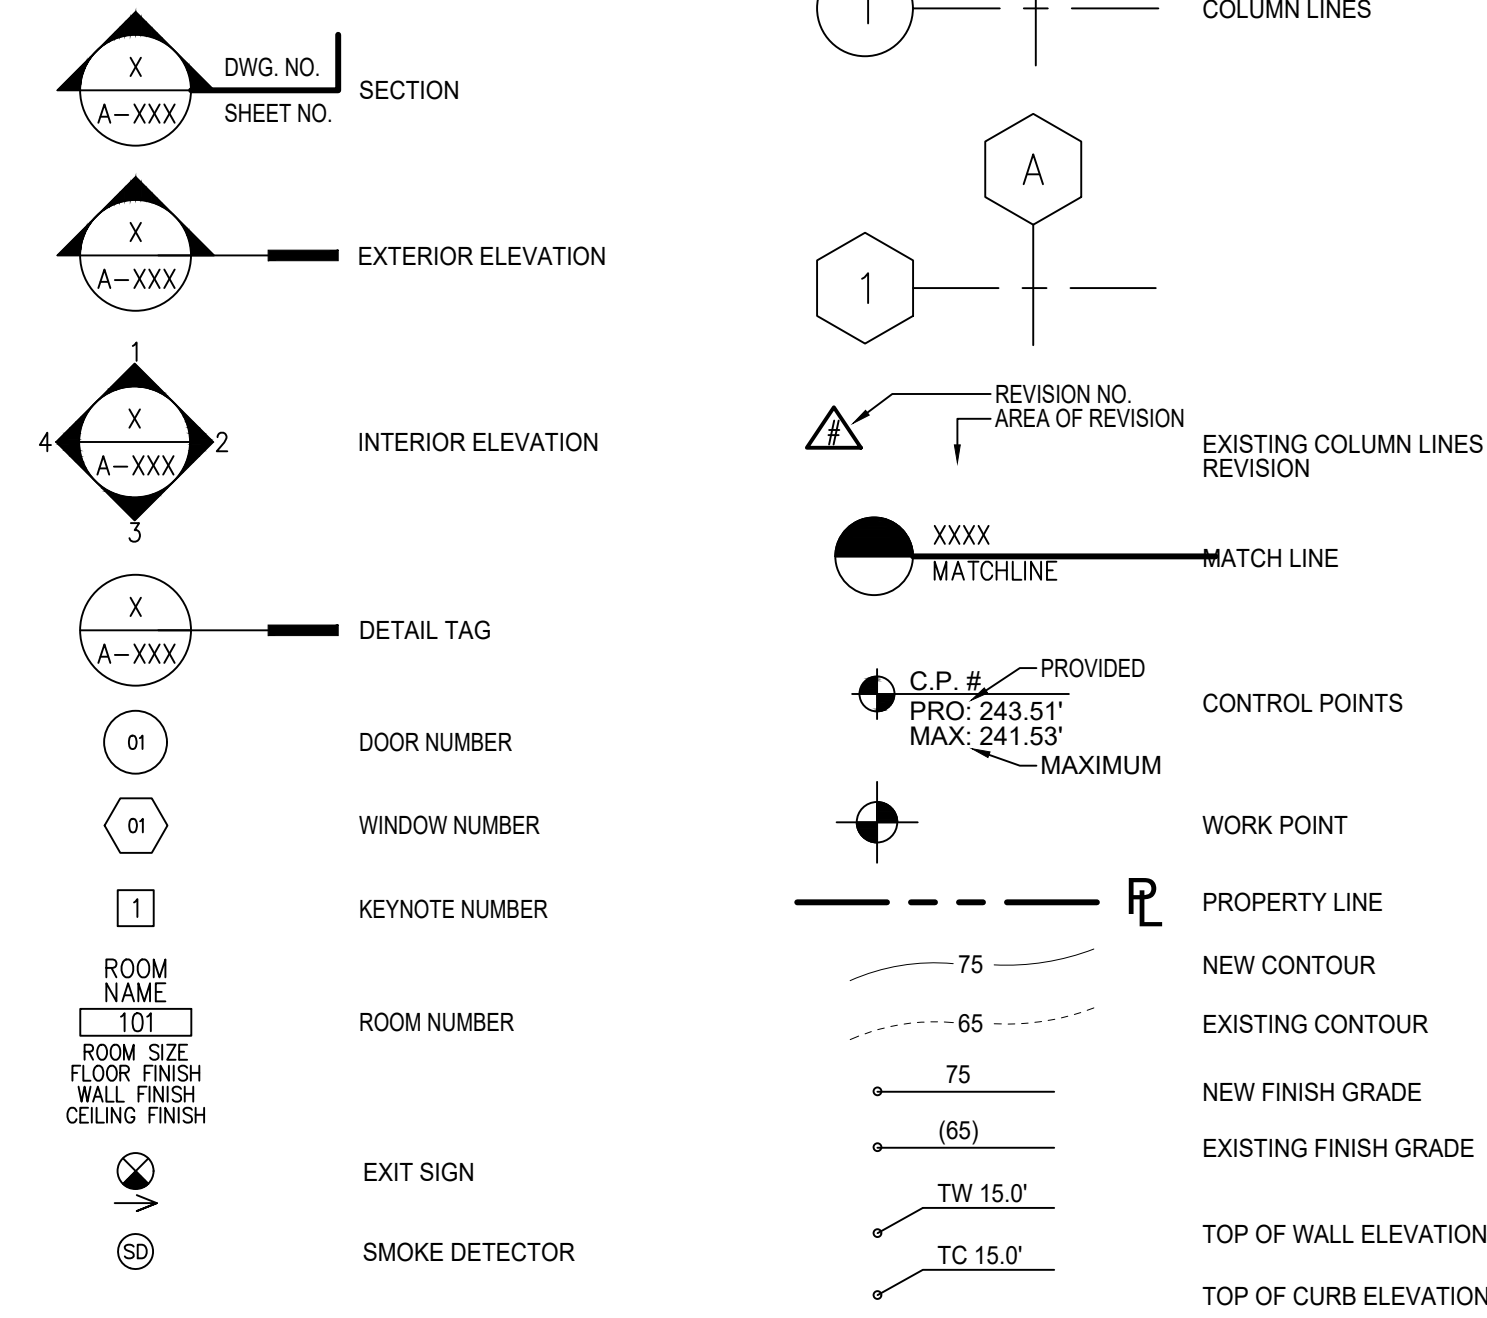 X
DWG. NO.
A-XXX
SHEET NO.
SECTION
X
A-XXX
EXTERIOR ELEVATION
1
X
4
2
A-XXX
3
INTERIOR ELEVATION
X
A-XXX
DETAIL TAG
01
DOOR NUMBER
01
WINDOW NUMBER
1
KEYNOTE NUMBER
ROOM
NAME
101
ROOM SIZE
FLOOR FINISH
WALL FINISH
CEILING FINISH
ROOM NUMBER
EXIT SIGN
SD
SMOKE DETECTOR
1
COLUMN LINES
A
1
REVISION NO.
AREA OF REVISION
#
EXISTING COLUMN LINES
REVISION
XXXX
MATCHLINE
MATCH LINE
C.P. #
PROVIDED
PRO: 243.51'
MAX: 241.53'
MAXIMUM
CONTROL POINTS
WORK POINT
PL
PROPERTY LINE
75
NEW CONTOUR
65
EXISTING CONTOUR
75
NEW FINISH GRADE
(65)
EXISTING FINISH GRADE
TW 15.0'
TOP OF WALL ELEVATION
TC 15.0'
TOP OF CURB ELEVATION